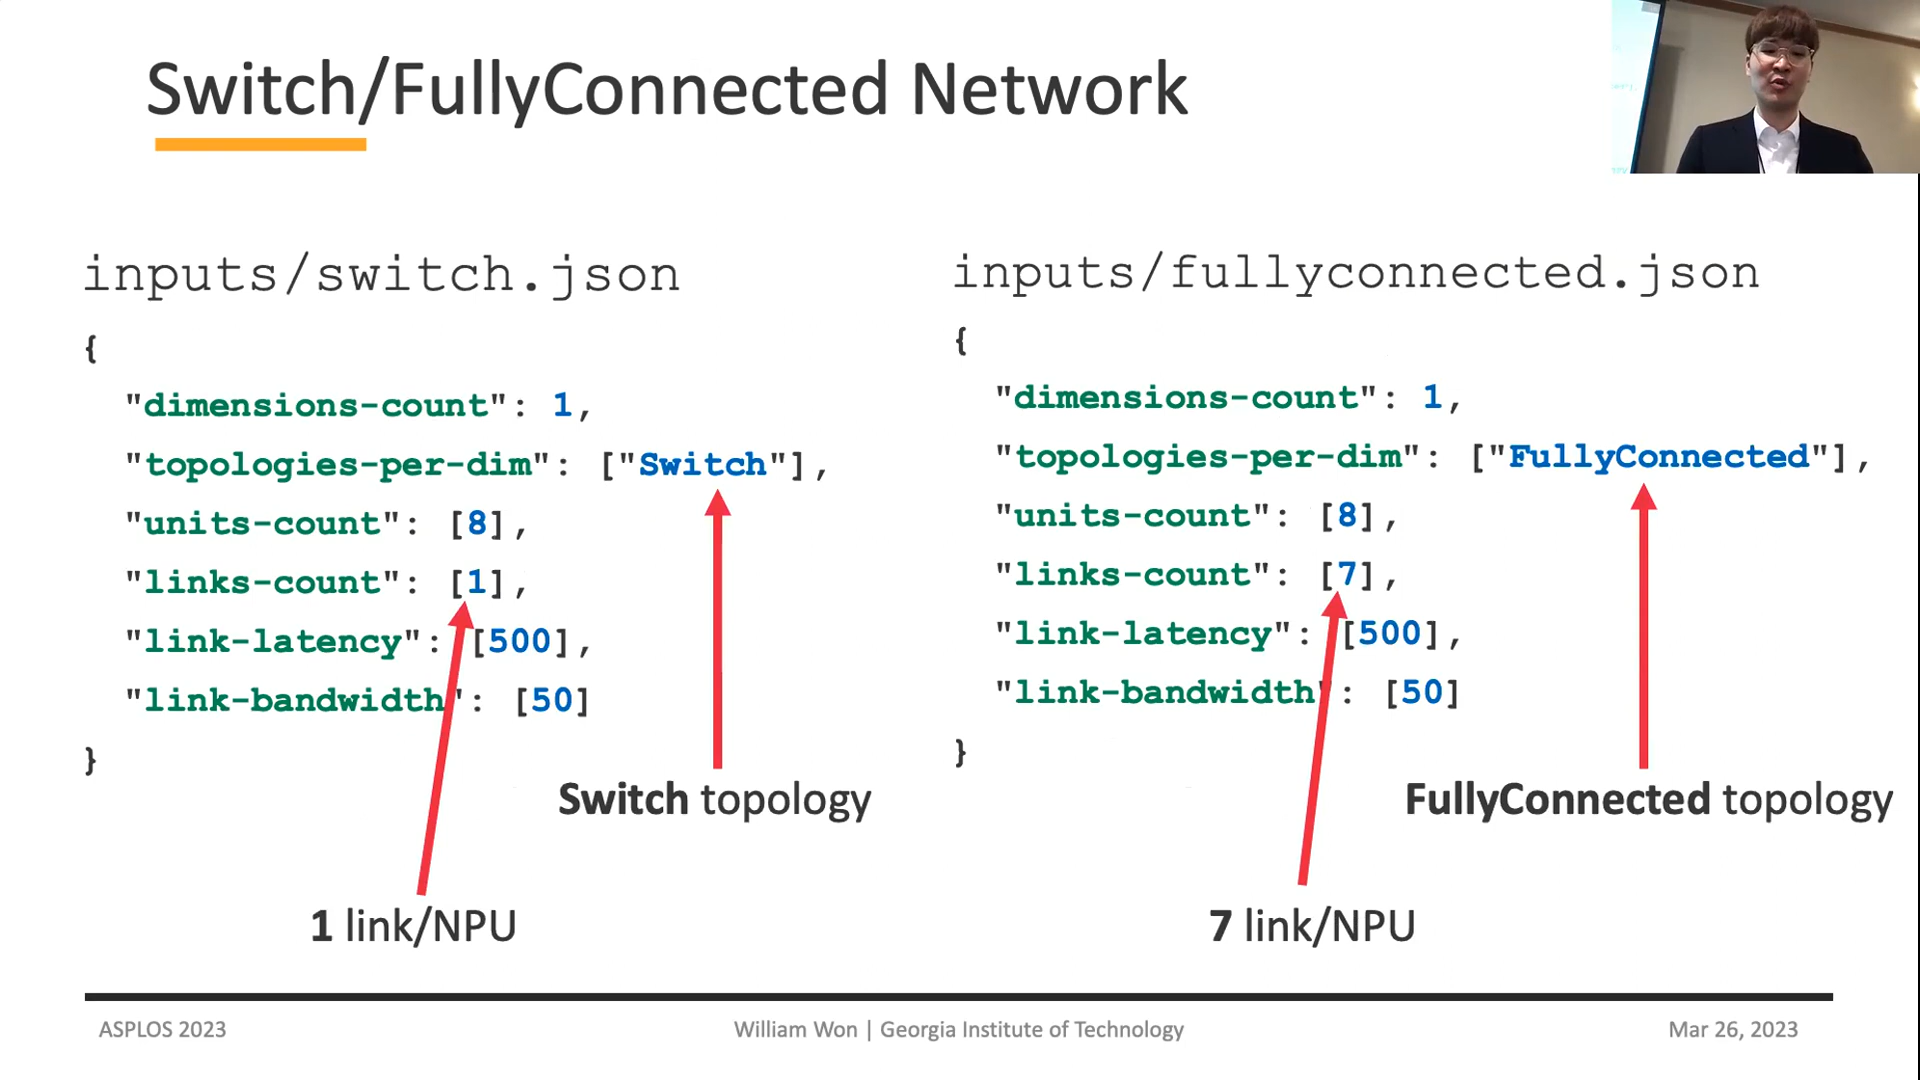 Switch/FullyConnected Network
inputs/switch.json
{
"dimensions-count": 1,
"topologies-per-dim": ["Switch"],
"units-count": [8],
"links-count": [1],
"link-latency": [500],
"link-bandwidth": [50]
}
Switch topology
1 link/NPU
inputs/fullyconnected.json
{
"dimensions-count": 1,
"topologies-per-dim": ["FullyConnected"],
"units-count": [8],
"links-count": [7],
"link-latency": [500],
"link-bandwidth": [50]
}
FullyConnected topology
7 link/NPU
ASPLOS 2023
William Won | Georgia Institute of Technology
Mar 26, 2023